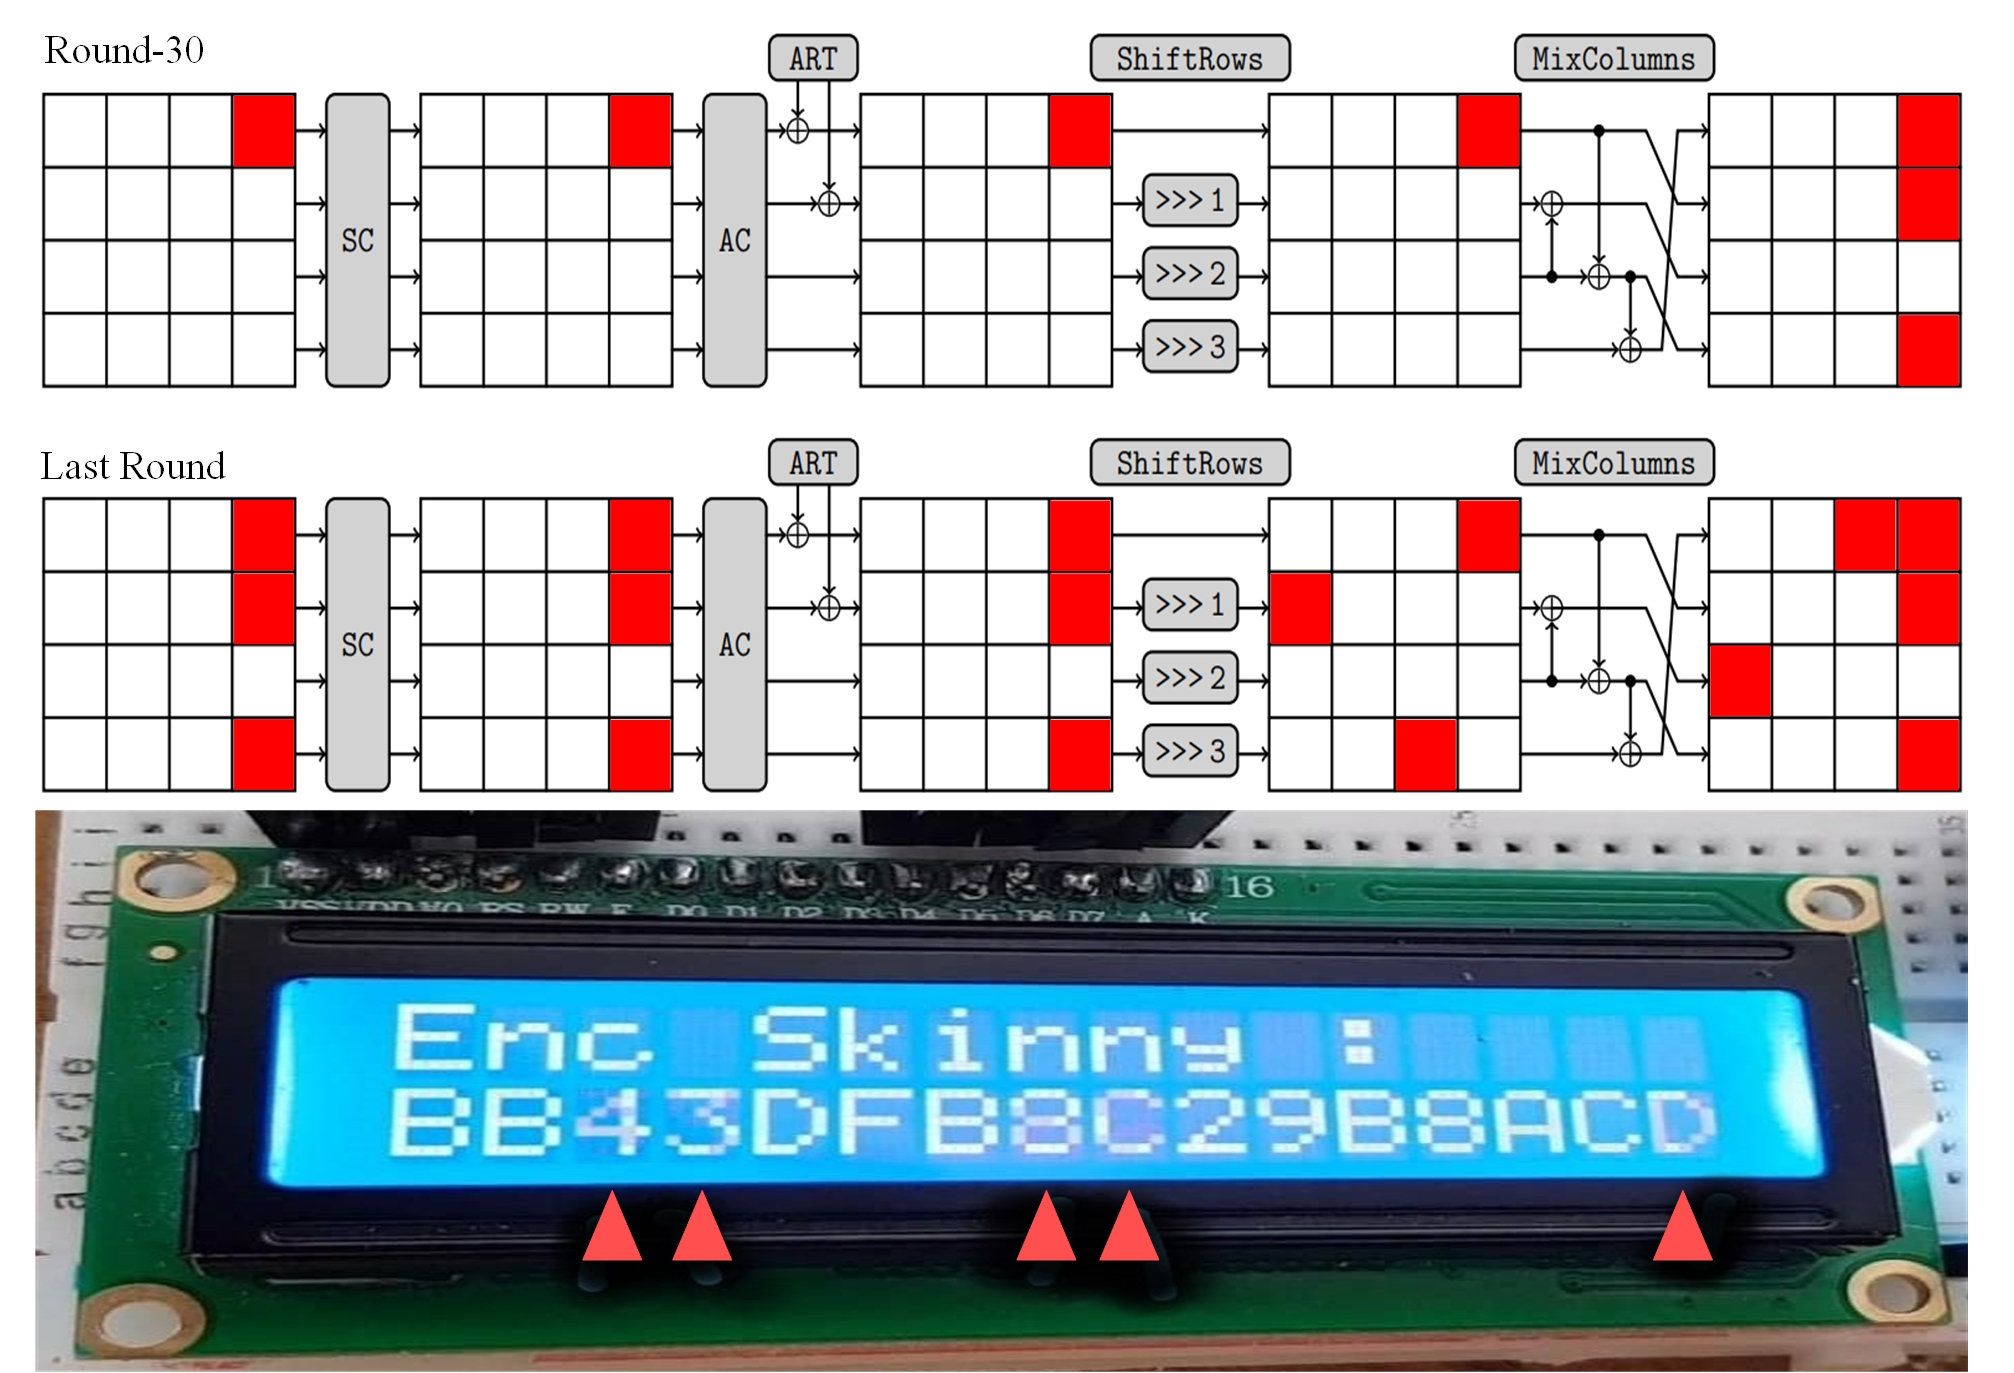 Round-30
ART ShiftRows MixColumns
SC AC
>>>1
>>>2
>>>3
Last Round
ART ShiftRows MixColumns
SC AC
>>>1
>>>2
>>>3
1 16
VSS VDD VO RS RW E D0 D1 D2 D3 D4 D5 D6 D7 A K
Enc Skinny :
BB43DFB8C29B8ACD